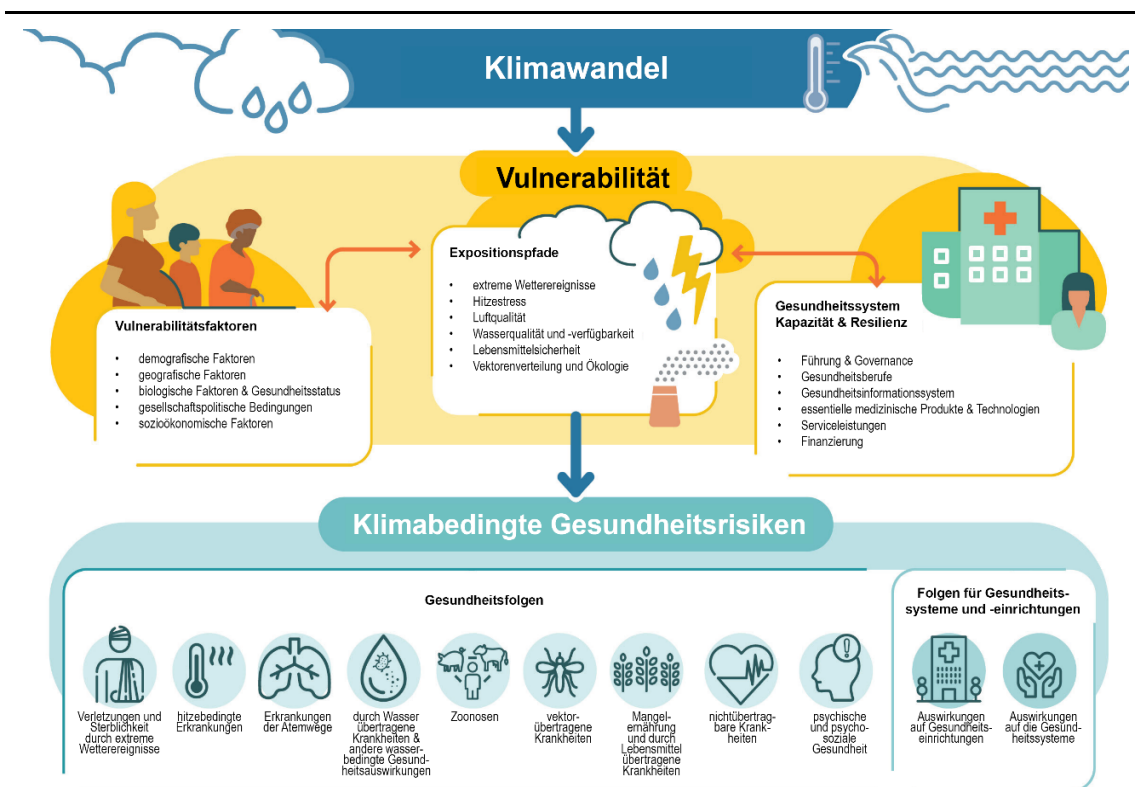 Klimawandel
Vulnerabilität
Vulnerabilitätsfaktoren
• demografische Faktoren
• geografische Faktoren
• biologische Faktoren & Gesundheitsstatus
• gesellschaftspolitische Bedingungen
• sozioökonomische Faktoren
Expositionspfade
• extreme Wetterereignisse
• Hitzestress
• Luftqualität
• Wasserqualität und -verfügbarkeit
• Lebensmittelsicherheit
• Vektorenverteilung und Ökologie
Gesundheitssystem
Kapazität & Resilienz
• Führung & Governance
• Gesundheitsberufe
• Gesundheitsinformationssystem
• essentielle medizinische Produkte & Technologien
• Serviceleistungen
• Finanzierung
Klimabedingte Gesundheitsrisiken
Gesundheitsfolgen
Verletzungen und
Sterblichkeit
durch extreme
Wetterereignisse
hitzebedingte
Erkrankungen
Erkrankungen
der Atemwege
durch Wasser
übertragene
Krankheiten &
andere wasser-
bedingte Gesund-
heitsauswirkungen
Zoonosen
vektor-
übertragene
Krankheiten
Mangel-
ernährung
und durch
Lebensmittel
übertragene
Krankheiten
nichtübertrag-
bare Krank-
heiten
psychische
und psycho-
soziale
Gesundheit
Folgen für Gesundheits-
systeme und -einrichtungen
Auswirkungen
auf Gesundheits-
einrichtungen
Auswirkungen
auf die Gesund-
heitssysteme